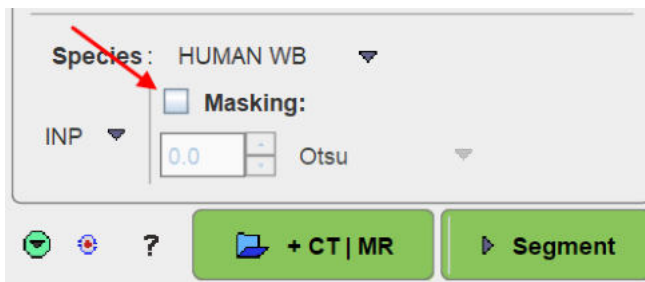 Species: HUMAN WB
Masking:
INP
0.0 Otsu
? + CT | MR Segment